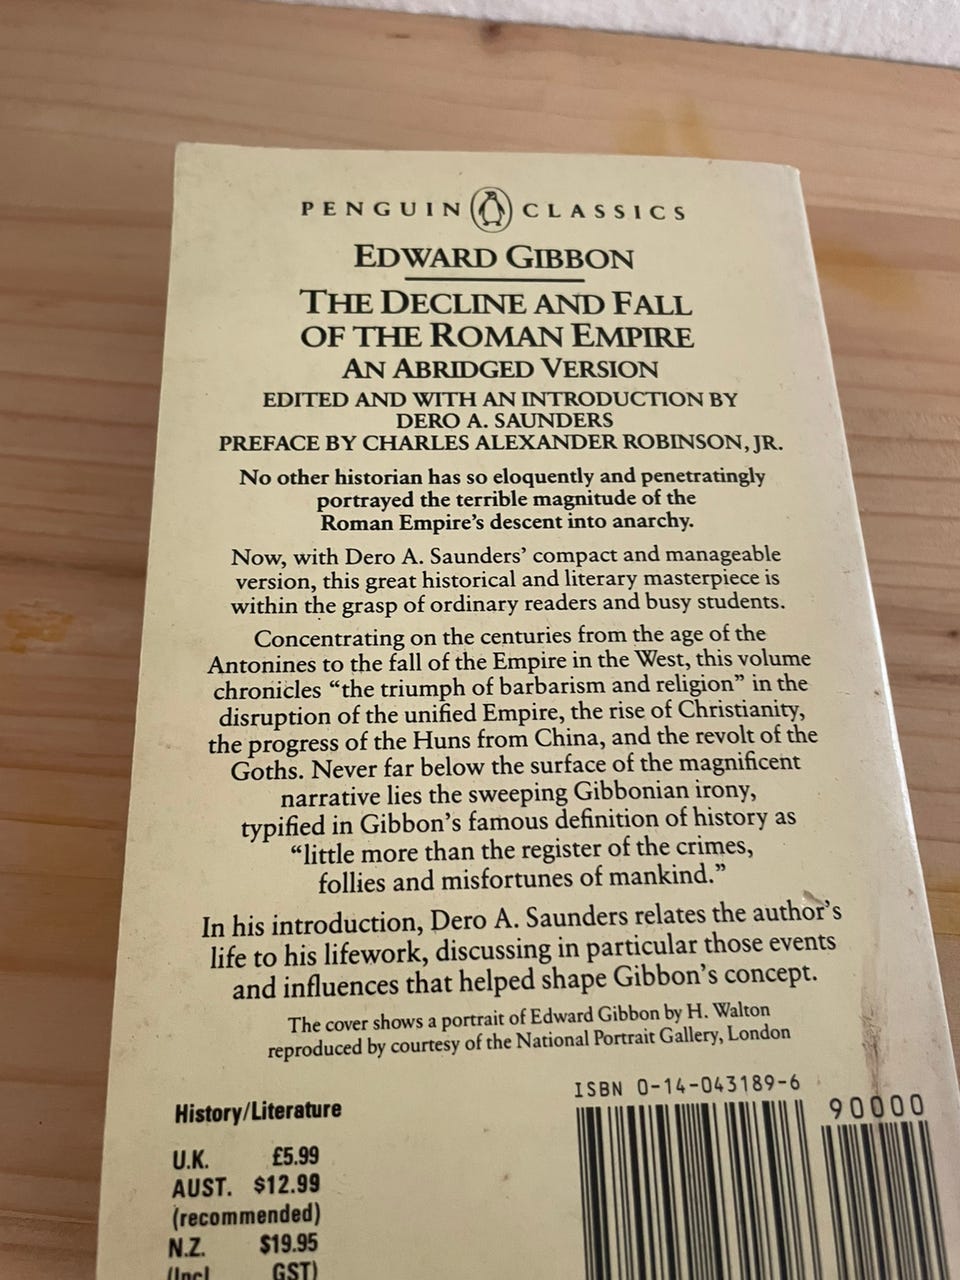 PENGUIN CLASSICS
EDWARD GIBBON
THE DECLINE AND FALL
OF THE ROMAN EMPIRE
AN ABRIDGED VERSION
EDITED AND WITH AN INTRODUCTION BY
DERO A. SAUNDERS
PREFACE BY CHARLES ALEXANDER ROBINSON, JR.
No other historian has so eloquently and penetratingly
portrayed the terrible magnitude of the
Roman Empire's descent into anarchy.
Now, with Dero A. Saunders' compact and manageable
version, this great historical and literary masterpiece is
within the grasp of ordinary readers and busy students.
Concentrating on the centuries from the age of the
Antonines to the fall of the Empire in the West, this volume
chronicles “the triumph of barbarism and religion” in the
disruption of the unified Empire, the rise of Christianity,
the progress of the Huns from China, and the revolt of the
Goths. Never far below the surface of the magnificent
narrative lies the sweeping Gibbonian irony,
typified in Gibbon's famous definition of history as
“little more than the register of the crimes,
follies and misfortunes of mankind.”
In his introduction, Dero A. Saunders relates the author's
life to his lifework, discussing in particular those events
and influences that helped shape Gibbon's concept.
The cover shows a portrait of Edward Gibbon by H. Walton
reproduced by courtesy of the National Portrait Gallery, London
ISBN 0-14-043189-6
90000
History/Literature
U.K. £5.99
AUST. $12.99
(recommended)
N.Z. $19.95
(Incl GST)